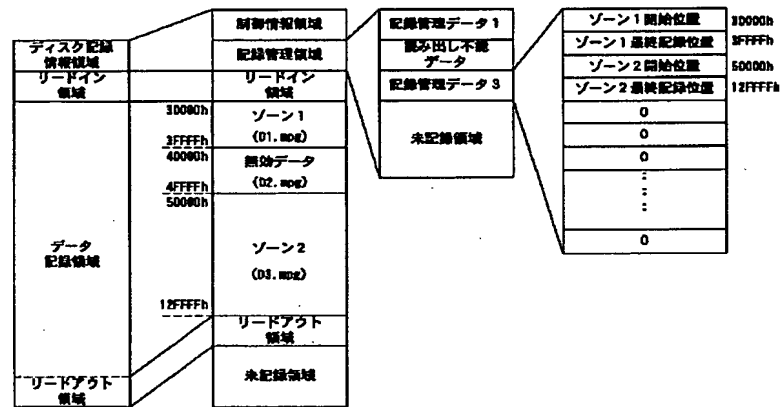 ディスク記録
情報領域
リードイン
領域
データ
記録領域
リードアウト
領域
制御情報領域
記録管理領域
リードイン
領域
30000h
ゾーン1
(D1.mpg)
3FFFFh
40000h
無効データ
(D2.mpg)
4FFFFh
50000h
ゾーン2
(D3.mpg)
12FFFFh
リードアウト
領域
未記録領域
記録管理データ1
読み出し不能
データ
記録管理データ3
未記録領域
ゾーン1開始位置 30000h
ゾーン1最終記録位置 3FFFFh
ゾーン2開始位置 50000h
ゾーン2最終記録位置 12FFFFh
0
0
0
0